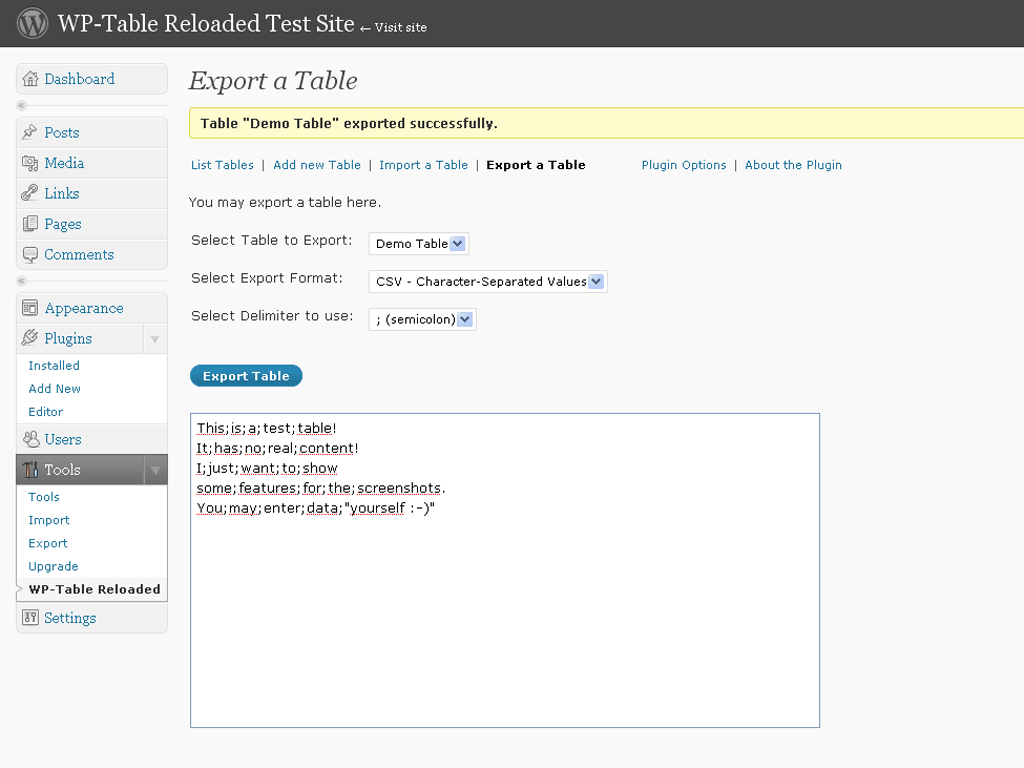 WP-Table Reloaded Test Site ← Visit site
Dashboard
Posts
Media
Links
Pages
Comments
Appearance
Plugins
Installed
Add New
Editor
Users
Tools
Tools
Import
Export
Upgrade
WP-Table Reloaded
Settings
Export a Table
Table "Demo Table" exported successfully.
List Tables | Add new Table | Import a Table | Export a Table Plugin Options | About the Plugin
You may export a table here.
Select Table to Export: Demo Table
Select Export Format: CSV - Character-Separated Values
Select Delimiter to use: ; (semicolon)
Export Table
This;is;a;test;table!
It;has;no;real;content!
I;just;want;to;show
some;features;for;the;screenshots.
You;may;enter;data;"yourself :-)"